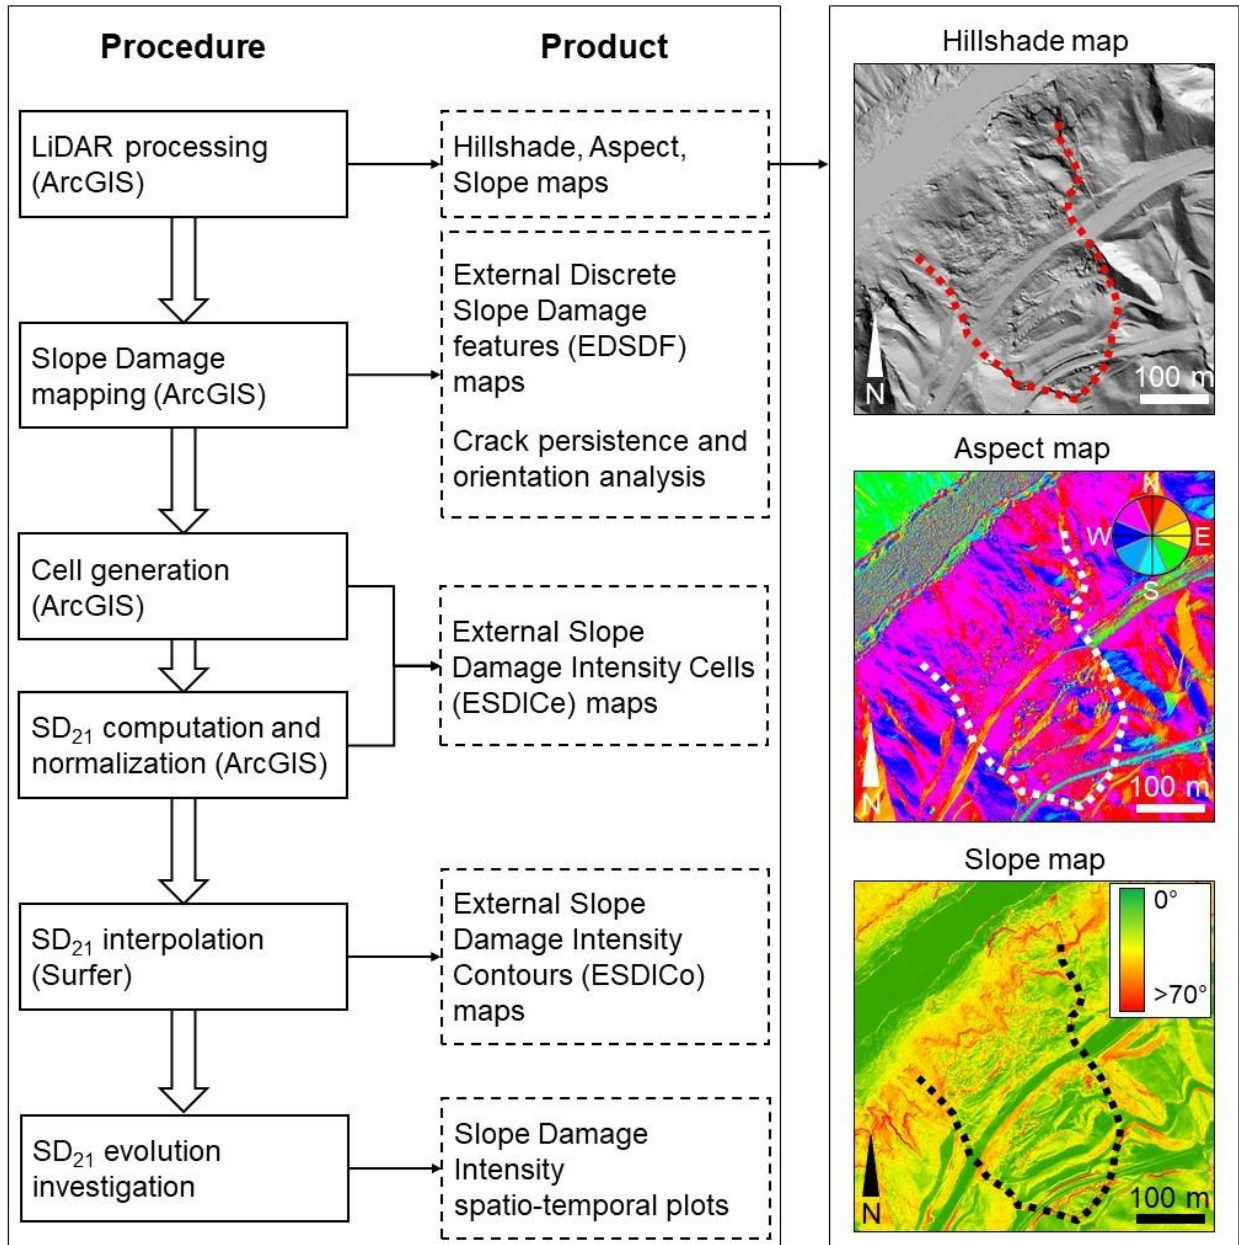 Procedure
Product
LiDAR processing
(ArcGIS)
Hillshade, Aspect,
Slope maps
Slope Damage
mapping (ArcGIS)
External Discrete
Slope Damage
features (EDSDF)
maps
Crack persistence and
orientation analysis
Cell generation
(ArcGIS)
SD21 computation and
normalization (ArcGIS)
External Slope
Damage Intensity Cells
(ESDICe) maps
SD21 interpolation
(Surfer)
External Slope
Damage Intensity
Contours (ESDICo)
maps
SD21 evolution
investigation
Slope Damage
Intensity
spatio-temporal plots
Hillshade map
N
100 m
Aspect map
N
W
E
S
N
100 m
Slope map
0°
>70°
N
100 m